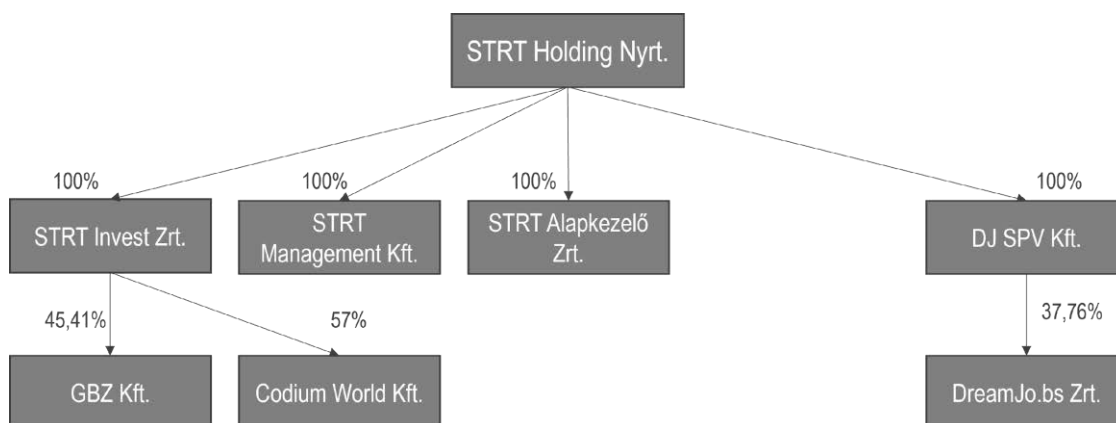 STRT Holding Nyrt.
100%
100%
100%
100%
STRT Invest Zrt.
STRT
Management Kft.
STRT Alapkezelő
Zrt.
DJ SPV Kft.
45,41%
57%
37,76%
GBZ Kft.
Codium World Kft.
DreamJo.bs Zrt.